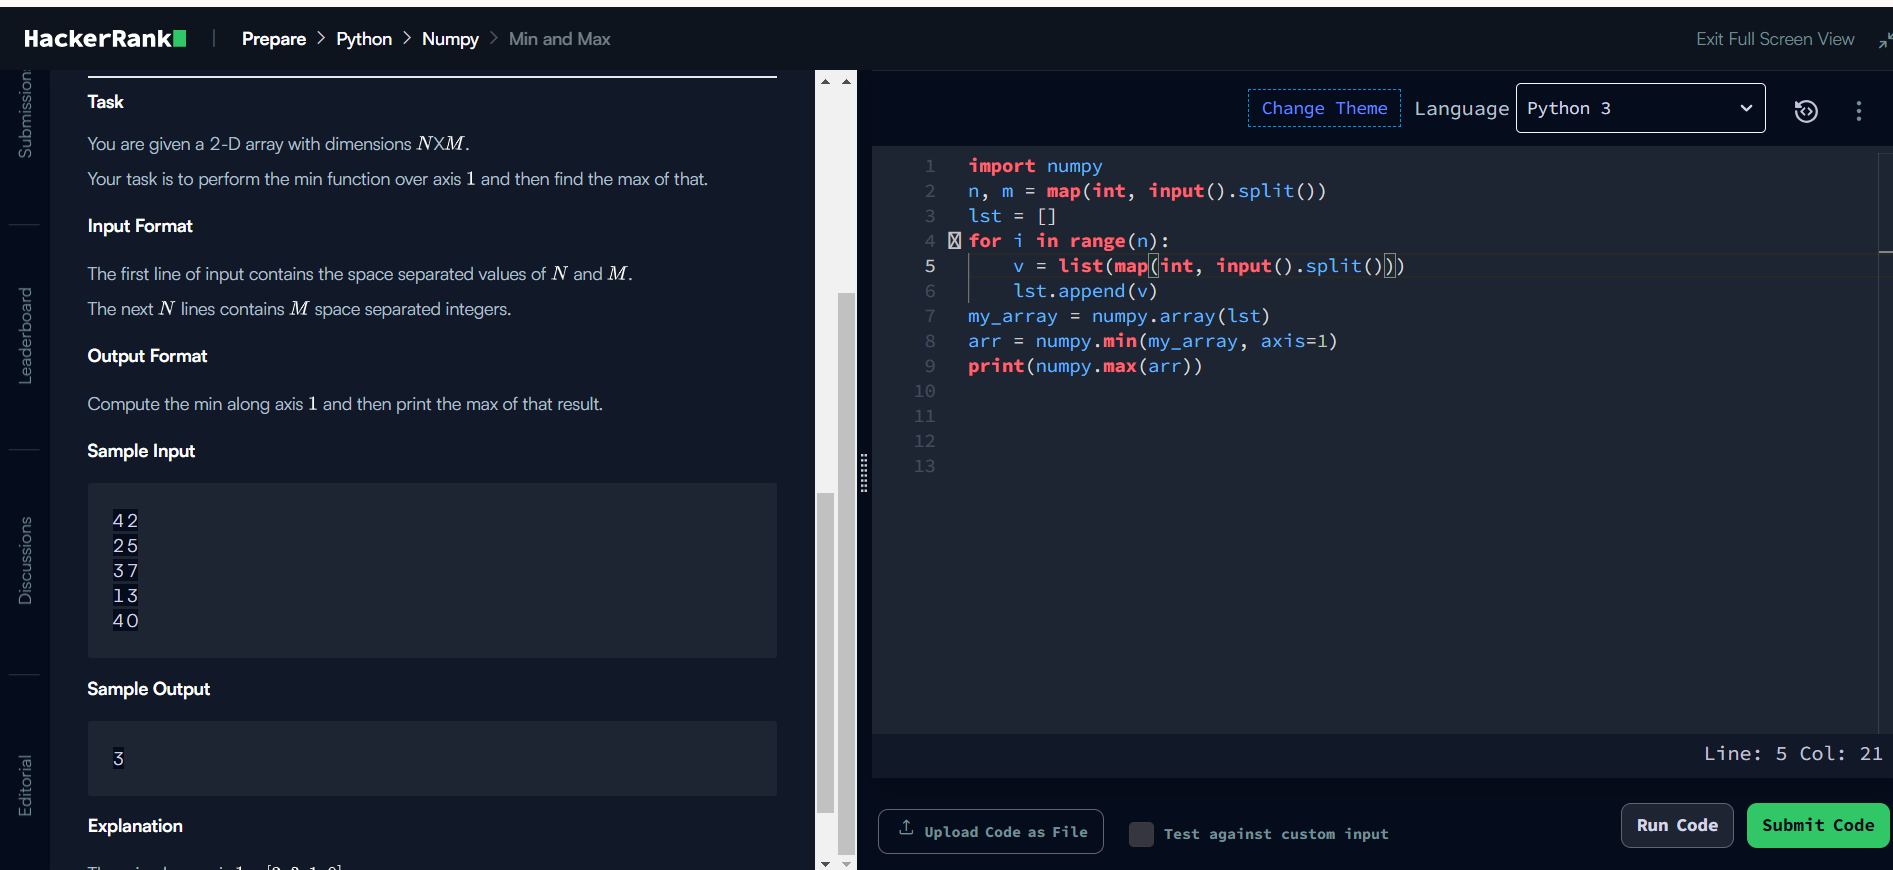 HackerRank
Prepare > Python > Numpy > Min and Max
Exit Full Screen View
Submissions
Leaderboard
Discussions
Editorial
Task
You are given a 2-D array with dimensions NXM.
Your task is to perform the min function over axis 1 and then find the max of that.
Input Format
The first line of input contains the space separated values of N and M.
The next N lines contains M space separated integers.
Output Format
Compute the min along axis 1 and then print the max of that result.
Sample Input
4 2
2 5
3 7
1 3
4 0
Sample Output
3
Explanation
Change Theme
Language
Python 3
1 import numpy
2 n, m = map(int, input().split())
3 lst = []
4 for i in range(n):
5 v = list(map(int, input().split()))
6 lst.append(v)
7 my_array = numpy.array(lst)
8 arr = numpy.min(my_array, axis=1)
9 print(numpy.max(arr))
10
11
12
13
Line: 5 Col: 21
Upload Code as File
Test against custom input
Run Code
Submit Code